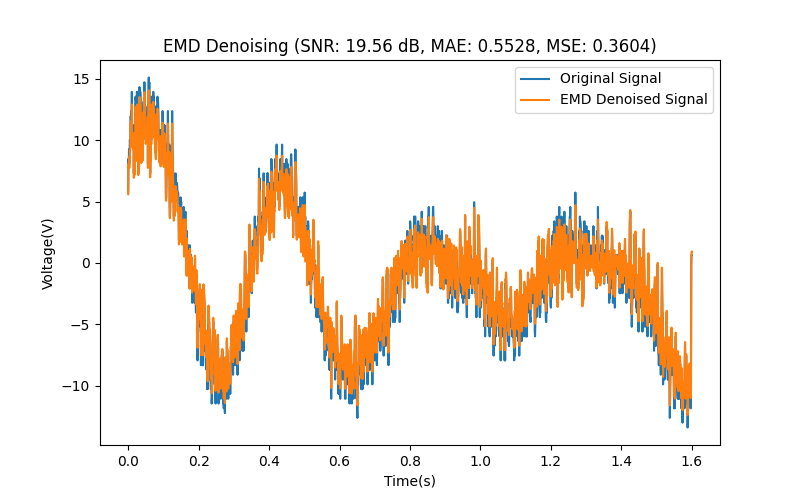 EMD Denoising (SNR: 19.56 dB, MAE: 0.5528, MSE: 0.3604)
Original Signal
EMD Denoised Signal
Voltage(V)
15
10
5
0
−5
−10
0.0 0.2 0.4 0.6 0.8 1.0 1.2 1.4 1.6
Time(s)